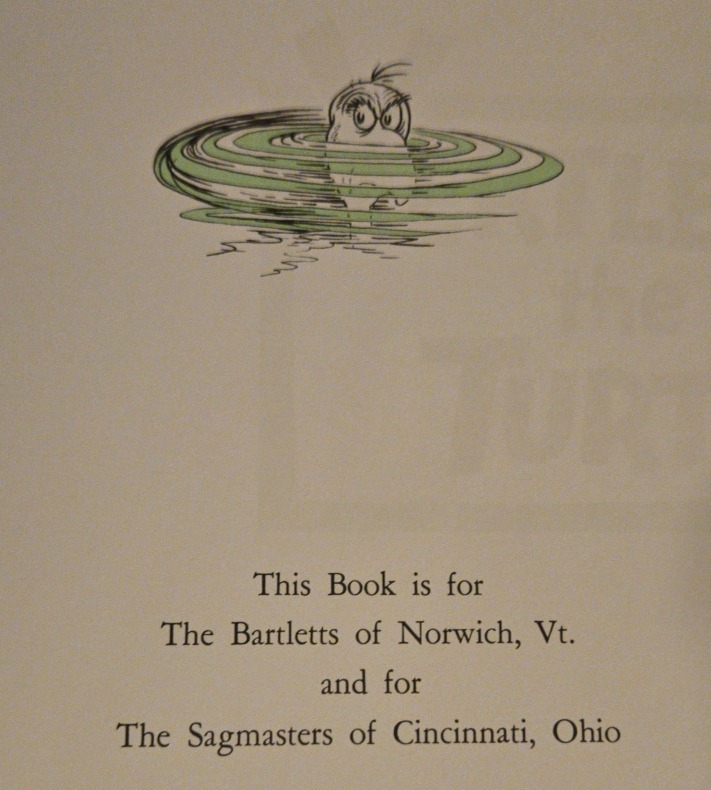 This Book is for
The Bartletts of Norwich, Vt.
and for
The Sagmasters of Cincinnati, Ohio